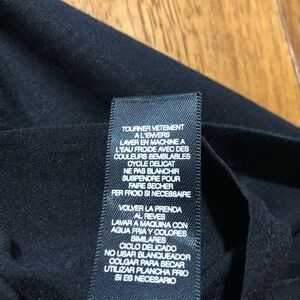 TOURNER VÊTEMENT
A L'ENVERS
LAVER EN MACHINE A
L'EAU FROIDE AVEC DES
COULEURS SEMBLABLES
CYCLE DELICAT
NE PAS BLANCHIR
SUSPENDRE POUR
FAIRE SECHER
FER FROID SI NECESSAIRE
VOLVER LA PRENDA
AL REVES
LAVAR A MAQUINA CON
AGUA FRIA Y COLORES
SIMILARES
CICLO DELICADO
NO USAR BLANQUEADOR
COLGAR PARA SECAR
UTILIZAR PLANCHA FRIO
SI ES NECESARIO